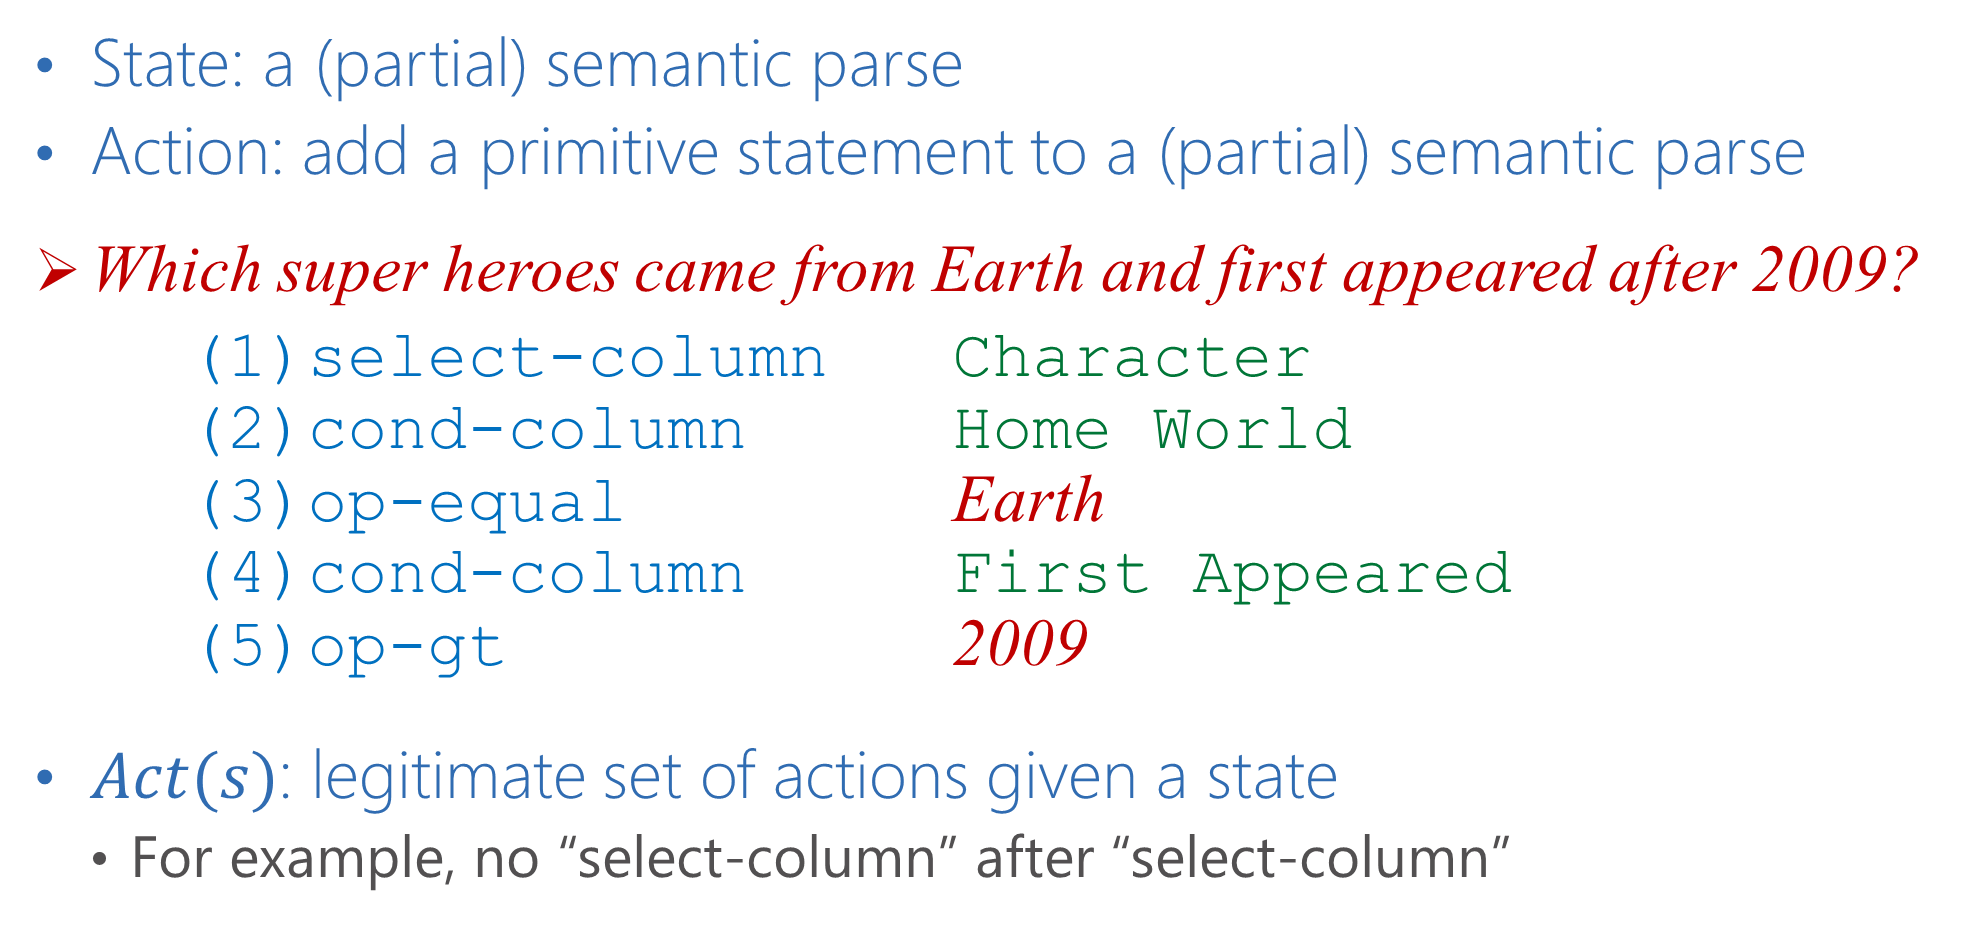 • State: a (partial) semantic parse
• Action: add a primitive statement to a (partial) semantic parse
➢ Which super heroes came from Earth and first appeared after 2009?
(1) select-column Character
(2) cond-column Home World
(3) op-equal Earth
(4) cond-column First Appeared
(5) op-gt 2009
• Act(s): legitimate set of actions given a state
• For example, no “select-column” after “select-column”